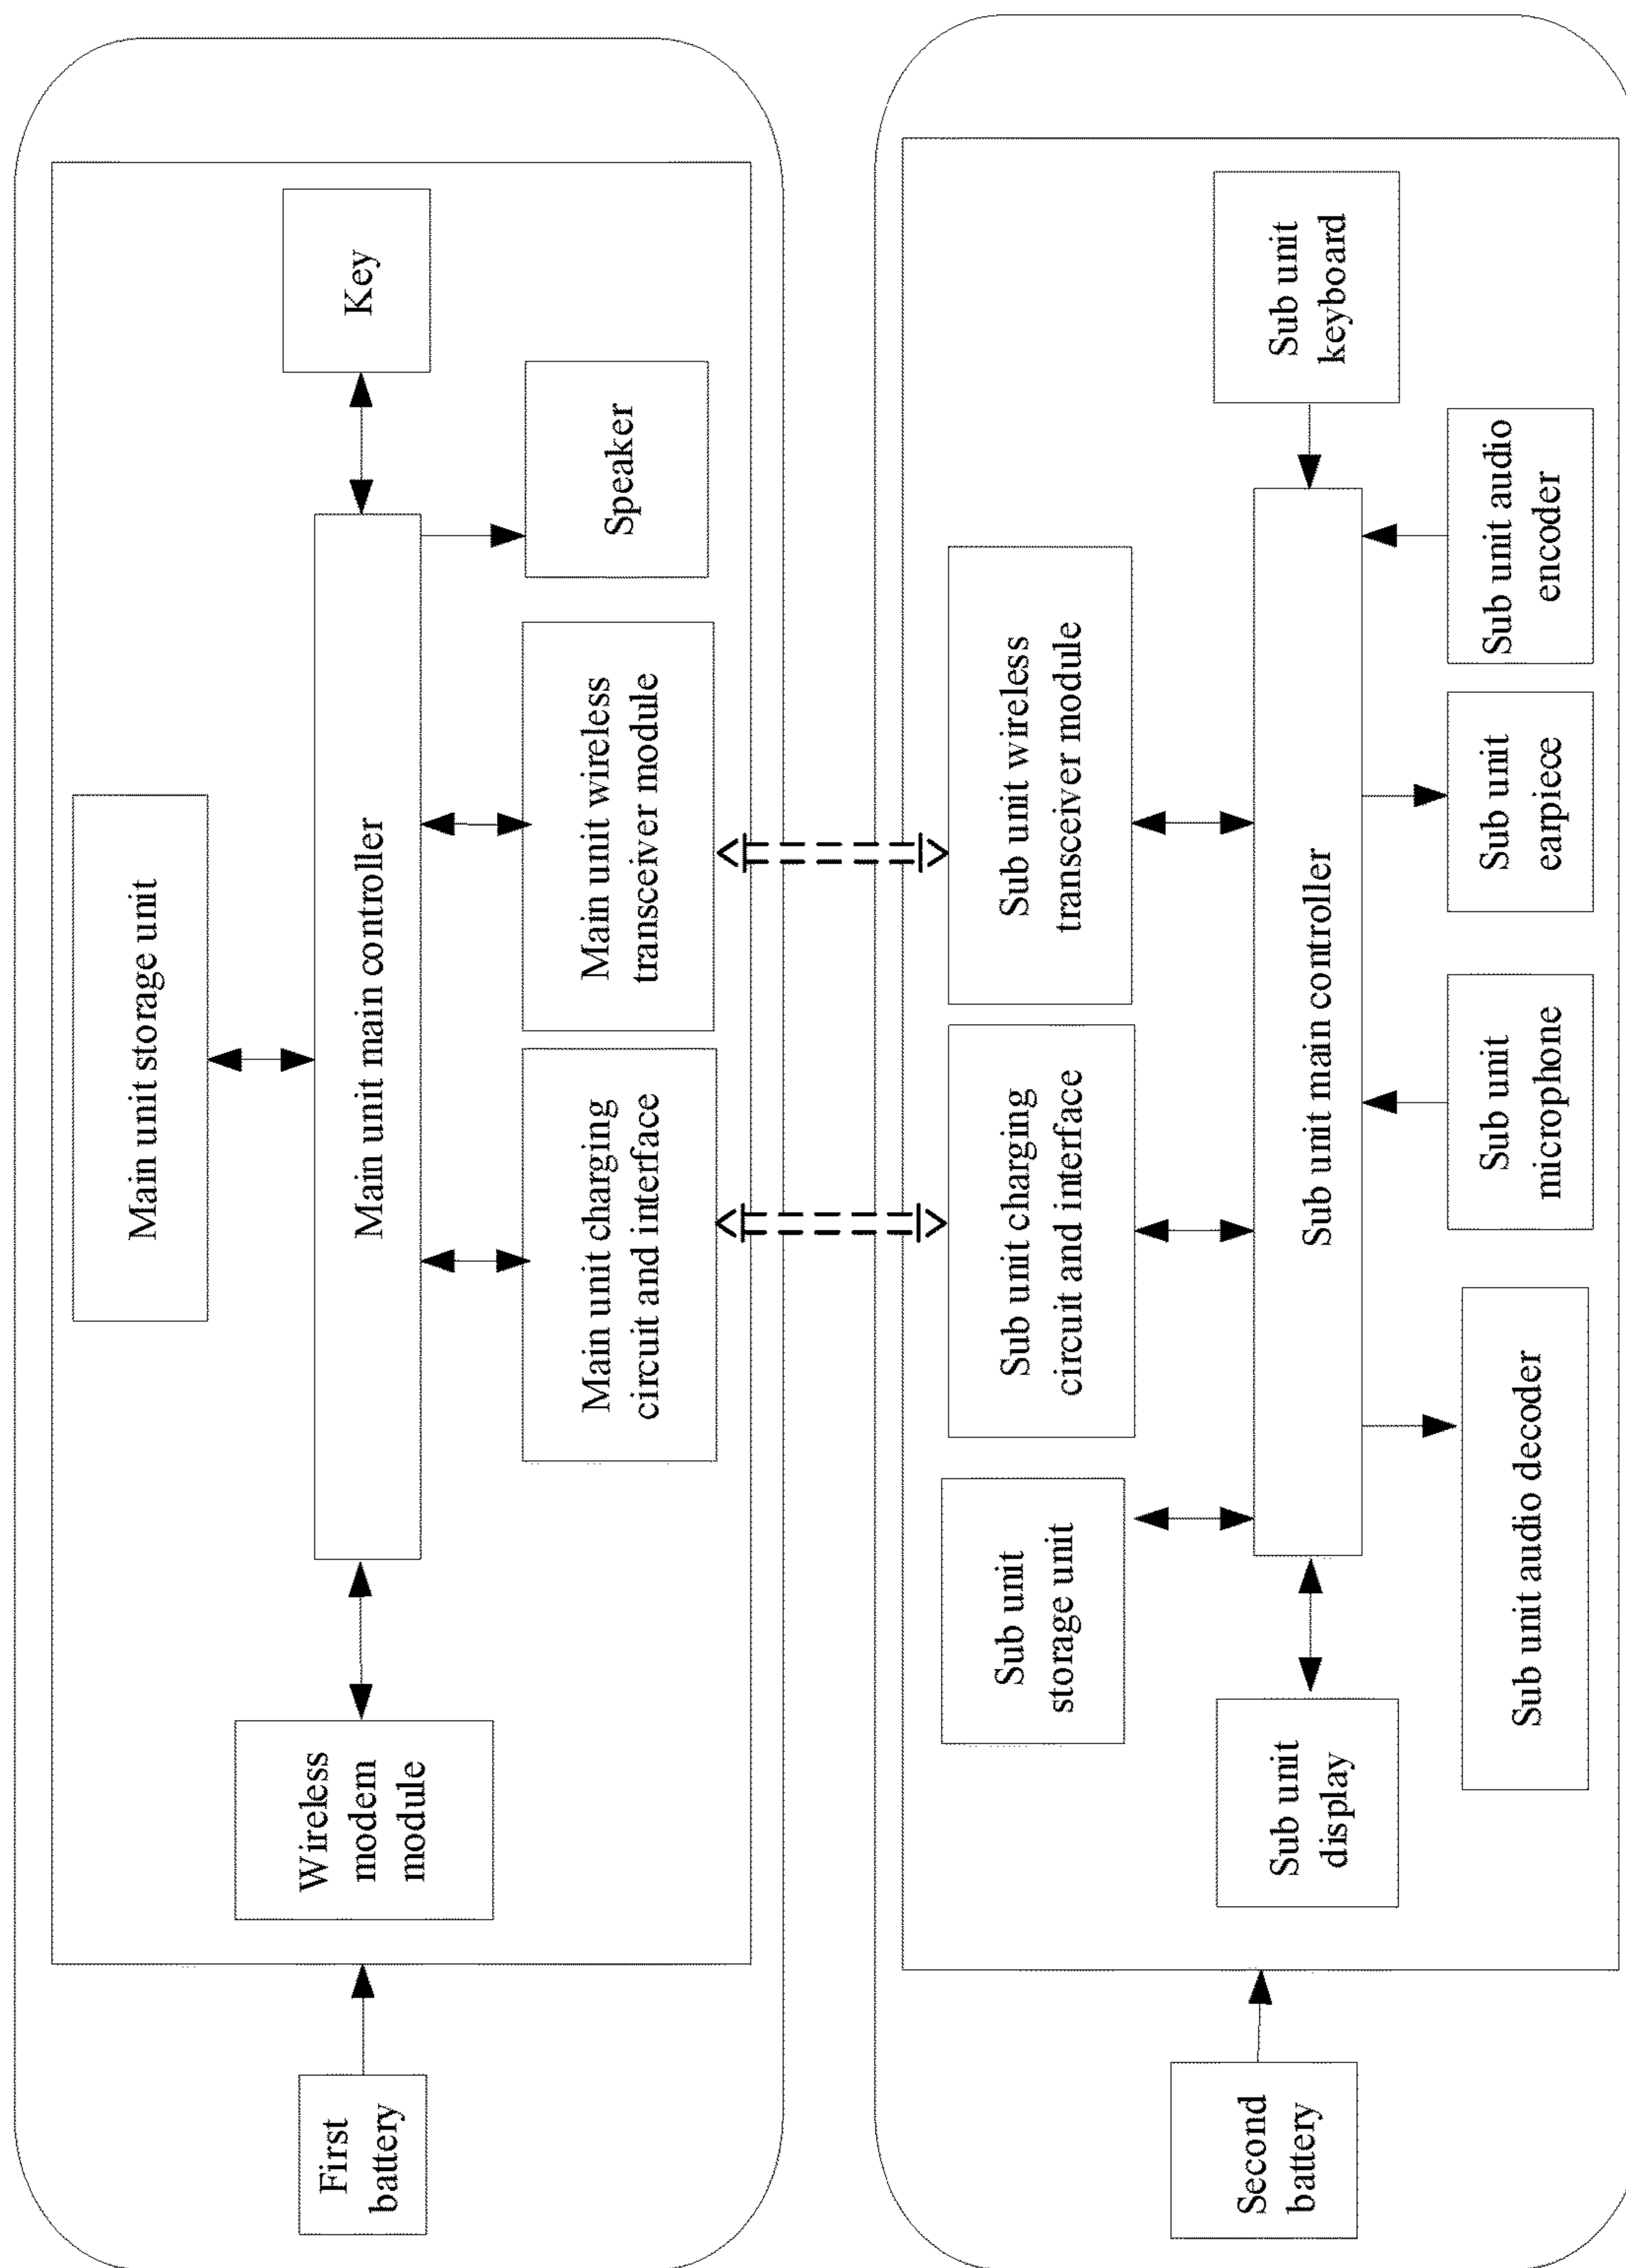 First
battery
Wireless
modem
module
Main unit storage unit
Main unit main controller
Key
Main unit charging
circuit and interface
Main unit wireless
transceiver module
Speaker
Second
battery
Sub unit
storage unit
Sub unit charging
circuit and interface
Sub unit wireless
transceiver module
Sub unit
display
Sub unit main controller
Sub unit
keyboard
Sub unit audio decoder
Sub unit
microphone
Sub unit
earpiece
Sub unit audio
encoder